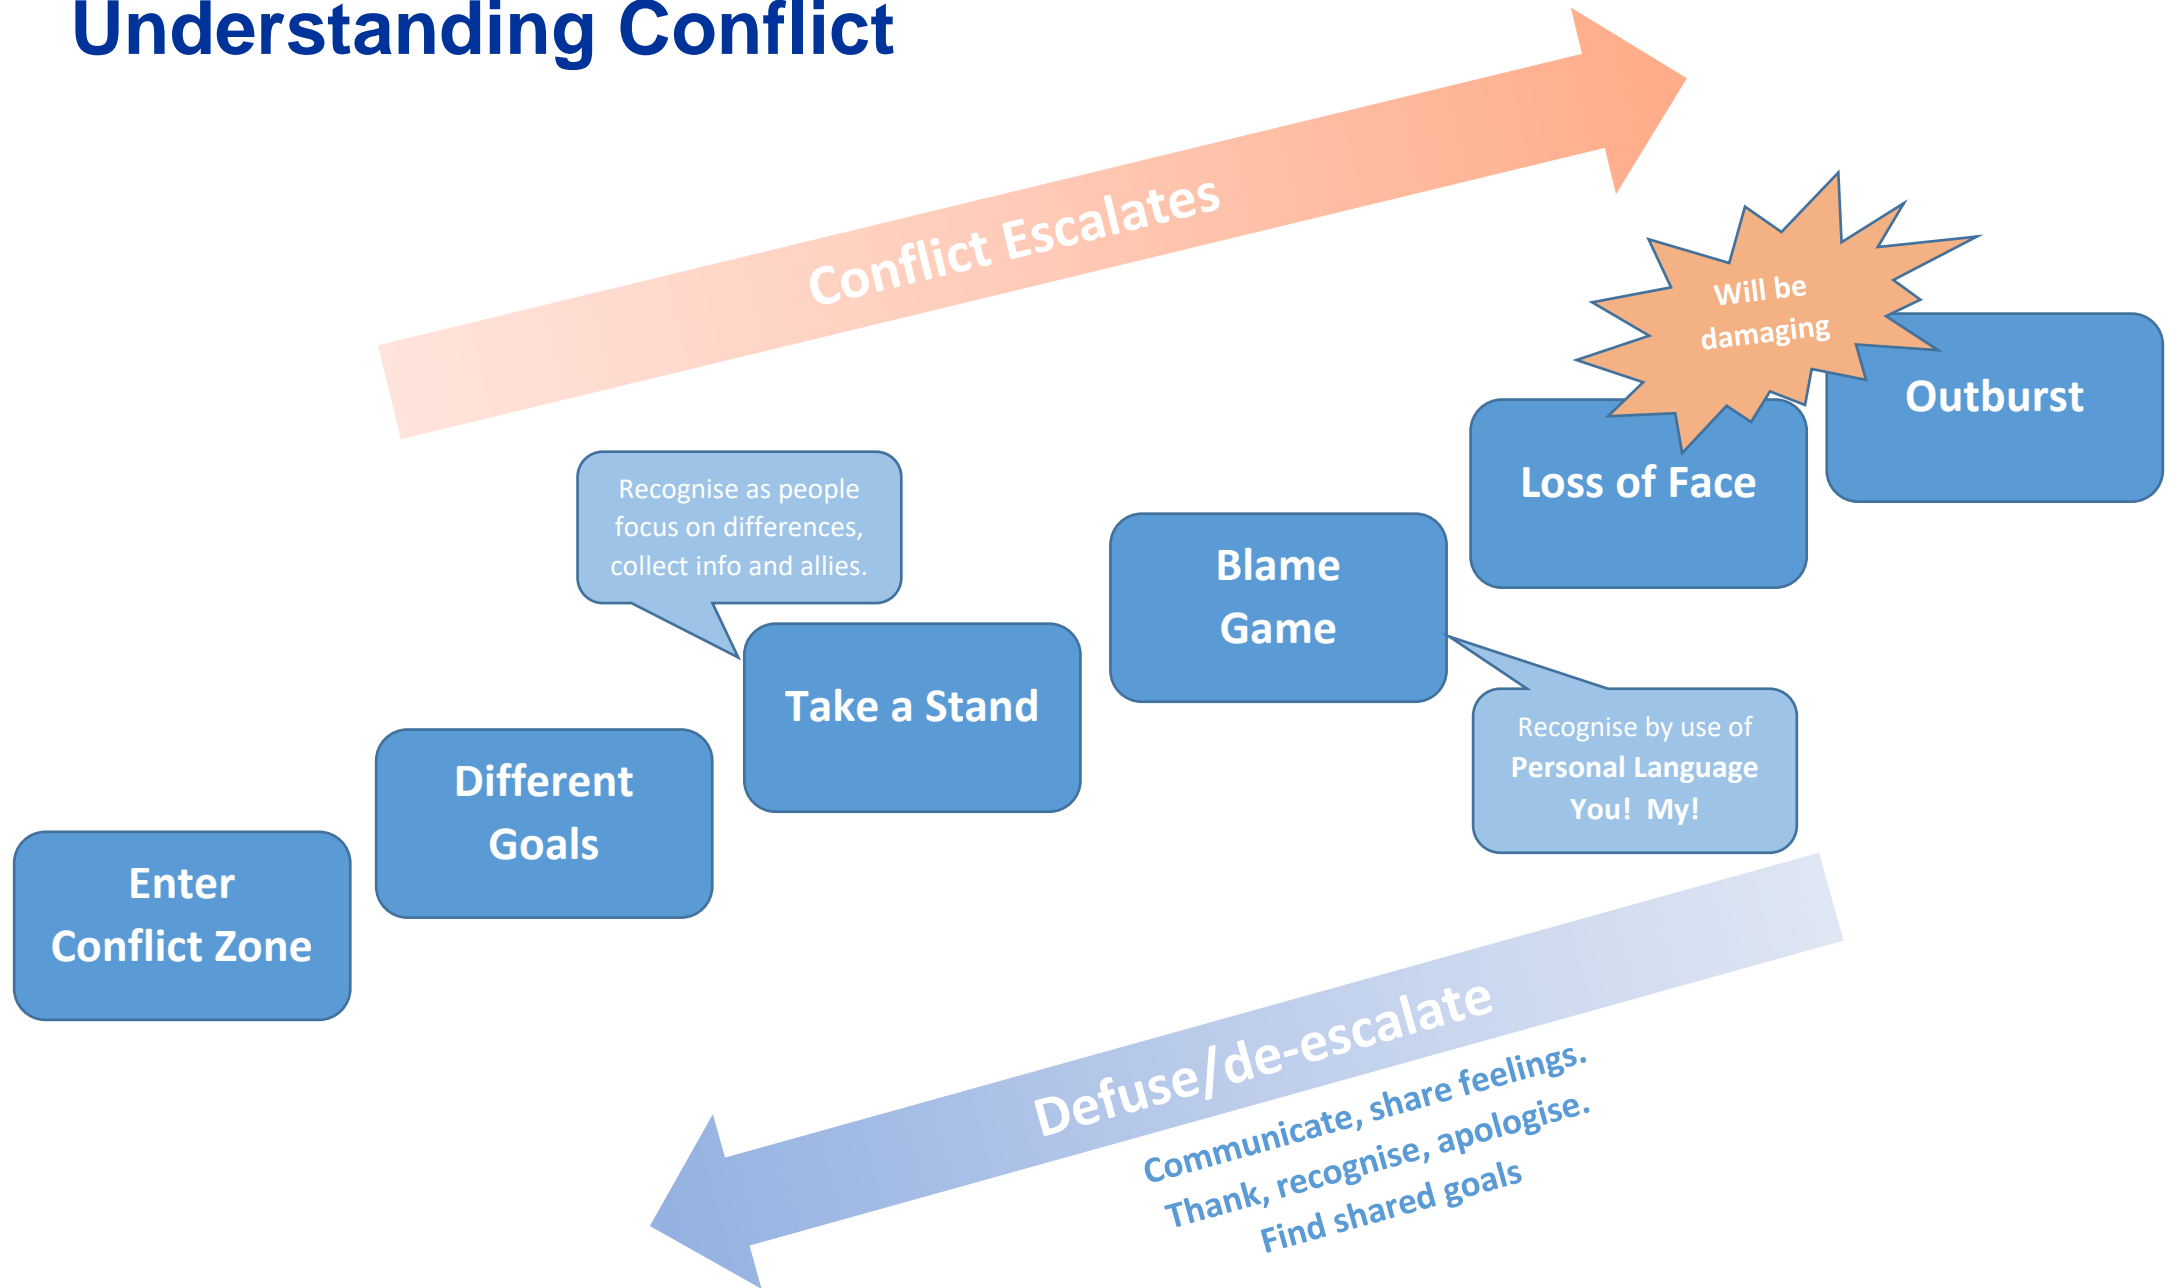 Understanding Conflict
Conflict Escalates
Will be
damaging
Outburst
Loss of Face
Recognise as people
focus on differences,
collect info and allies.
Blame
Game
Take a Stand
Recognise by use of
Personal Language
You!  My!
Different
Goals
Enter
Conflict Zone
Defuse/de-escalate
Communicate, share feelings.
Thank, recognise, apologise.
Find shared goals